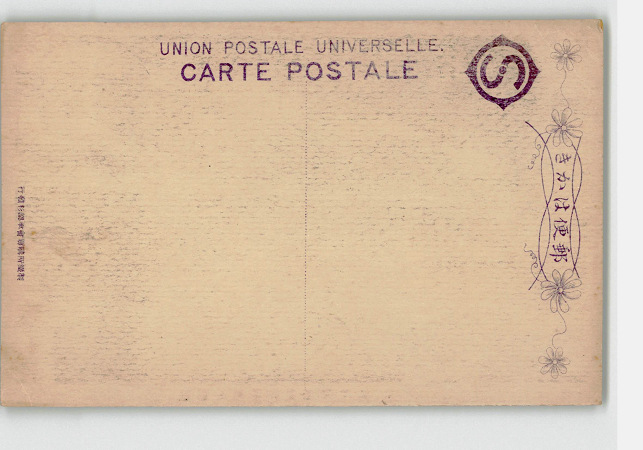 UNION POSTALE UNIVERSELLE.
CARTE POSTALE
S
きかは便郵